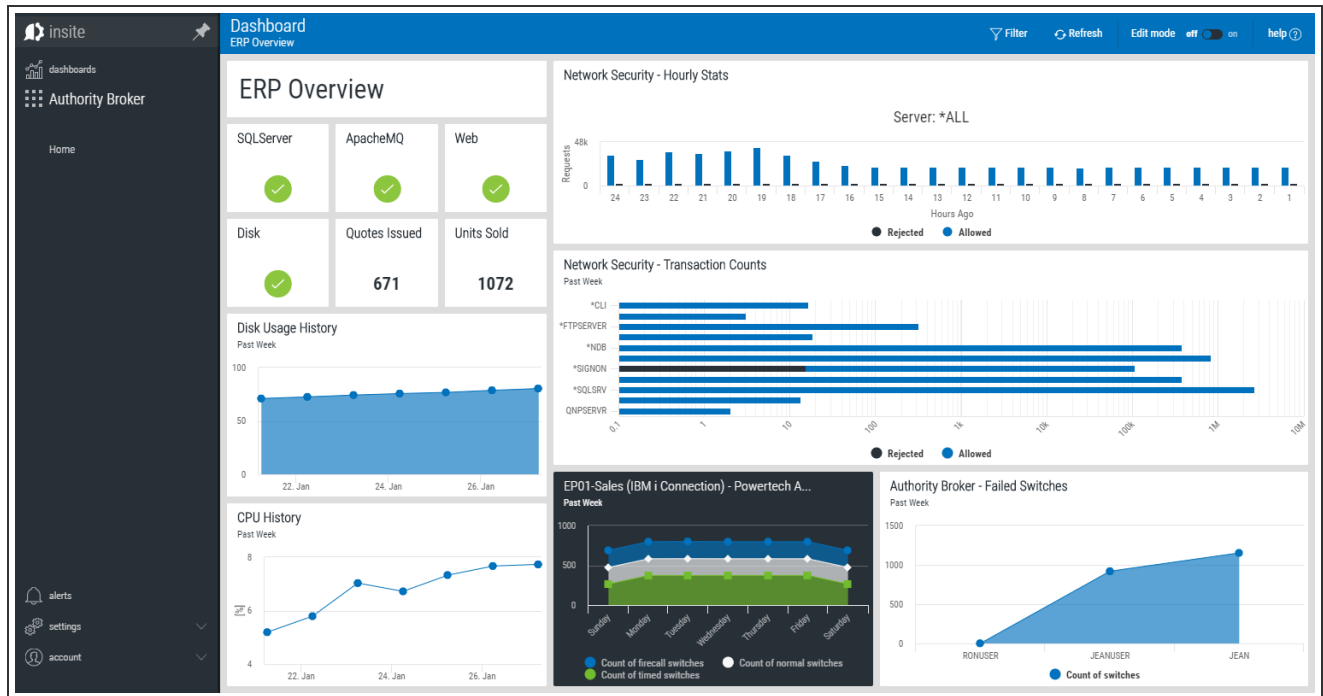 insite
dashboards
Authority Broker
Home
alerts
settings
account
Dashboard
ERP Overview
Filter
Refresh
Edit mode off on
help ?
ERP Overview
SQLServer
ApacheMQ
Web
Disk
Quotes Issued
671
Units Sold
1072
Disk Usage History
Past Week
100
50
0
22. Jan 24. Jan 26. Jan
CPU History
Past Week
8
[%] 6
4
22. Jan 24. Jan 26. Jan
Network Security - Hourly Stats
Server: *ALL
Requests
48k
0
24 23 22 21 20 19 18 17 16 15 14 13 12 11 10 9 8 7 6 5 4 3 2 1
Hours Ago
Rejected Allowed
Network Security - Transaction Counts
Past Week
*CLI
*FTPSERVER
*NDB
*SIGNON
*SQLSRV
QNPSERVR
0.1 1 10 100 1k 10k 100k 1M 10M
Rejected Allowed
EP01-Sales (IBM i Connection) - Powertech A...
Past Week
1000
500
0
Sunday Monday Tuesday Wednesday Thursday Friday Saturday
Count of firecall switches Count of normal switches
Count of timed switches
Authority Broker - Failed Switches
Past Week
1500
1000
500
0
RONUSER JEANUSER JEAN
Count of switches